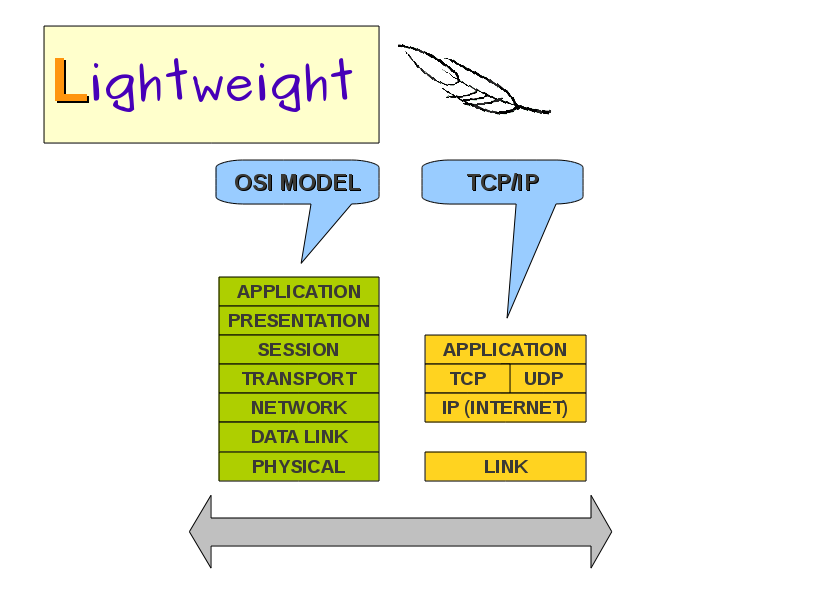 Lightweight
OSI MODEL
TCP/IP
APPLICATION
PRESENTATION
SESSION
TRANSPORT
NETWORK
DATA LINK
PHYSICAL
APPLICATION
TCP UDP
IP (INTERNET)
LINK